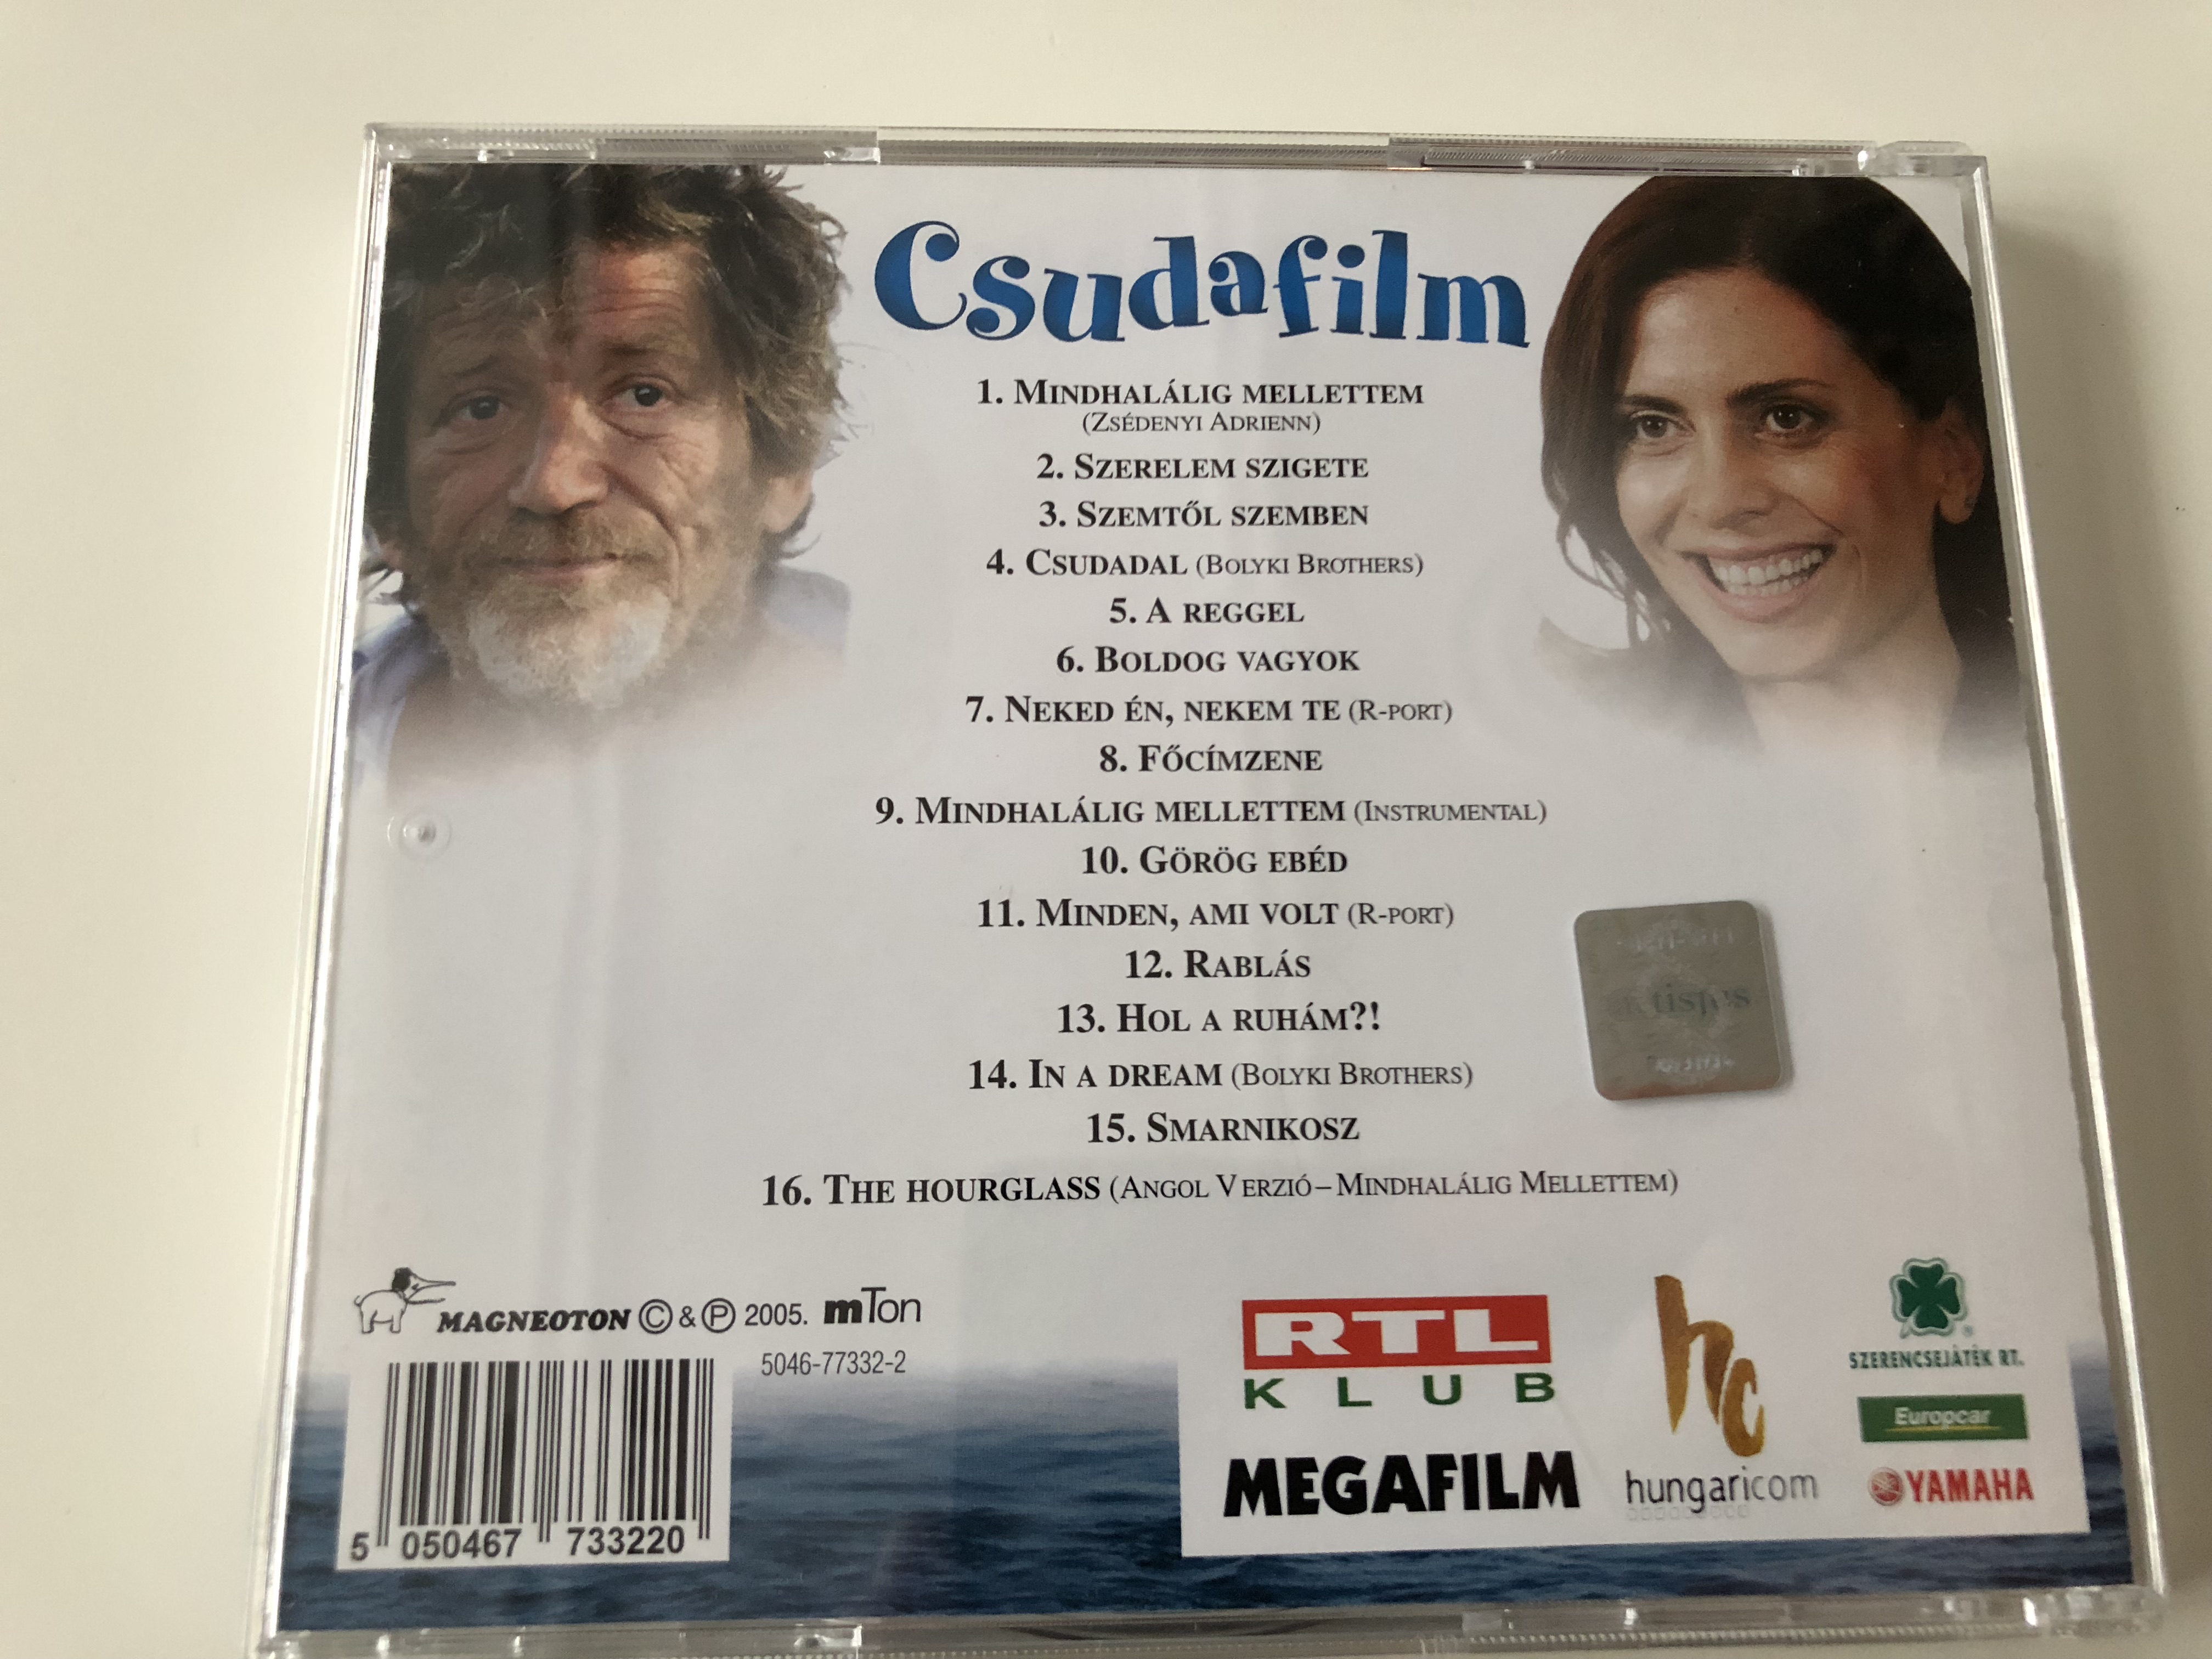 Csudafilm
1. Mindhalálig mellettem
(Zsédenyi Adrienn)
2. Szerelem szigete
3. Szemtől szemben
4. Csudadal (Bolyki Brothers)
5. A reggel
6. Boldog vagyok
7. Neked én, nekem te (R-port)
8. Főcímzene
9. Mindhalálig mellettem (Instrumental)
10. Görög ebéd
11. Minden, ami volt (R-port)
12. Rablás
13. Hol a ruhám?!
14. In a dream (Bolyki Brothers)
15. Smarnikosz
16. The hourglass (Angol Verzió – Mindhalálig Mellettem)
MAGNEOTON © & ℗ 2005. mTon
5046-77332-2
5 050467 733220
RTL
KLUB
MEGAFILM
hc
hungaricom
SZERENCSEJÁTÉK RT.
Europcar
YAMAHA